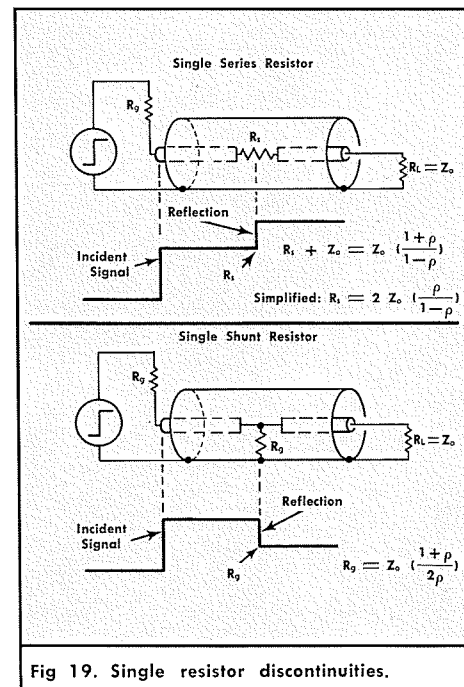 Single Series Resistor
Rg
Rs
RL = Zo
Reflection
Incident
Signal
Rs
Rs + Zo = Zo (1+ρ / 1−ρ)
Simplified: Rs = 2 Zo (ρ / 1−ρ)
Single Shunt Resistor
Rg
Rg
RL = Zo
Reflection
Incident
Signal
Rg
Rg = Zo (1+ρ / 2ρ)
Fig 19. Single resistor discontinuities.